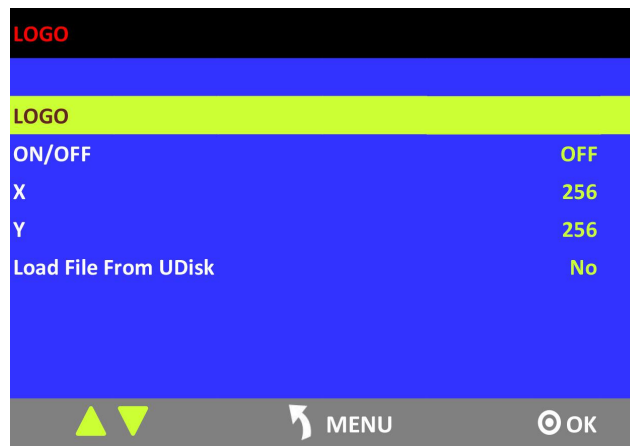 LOGO
LOGO
ON/OFF OFF
X 256
Y 256
Load File From UDisk No
MENU OK